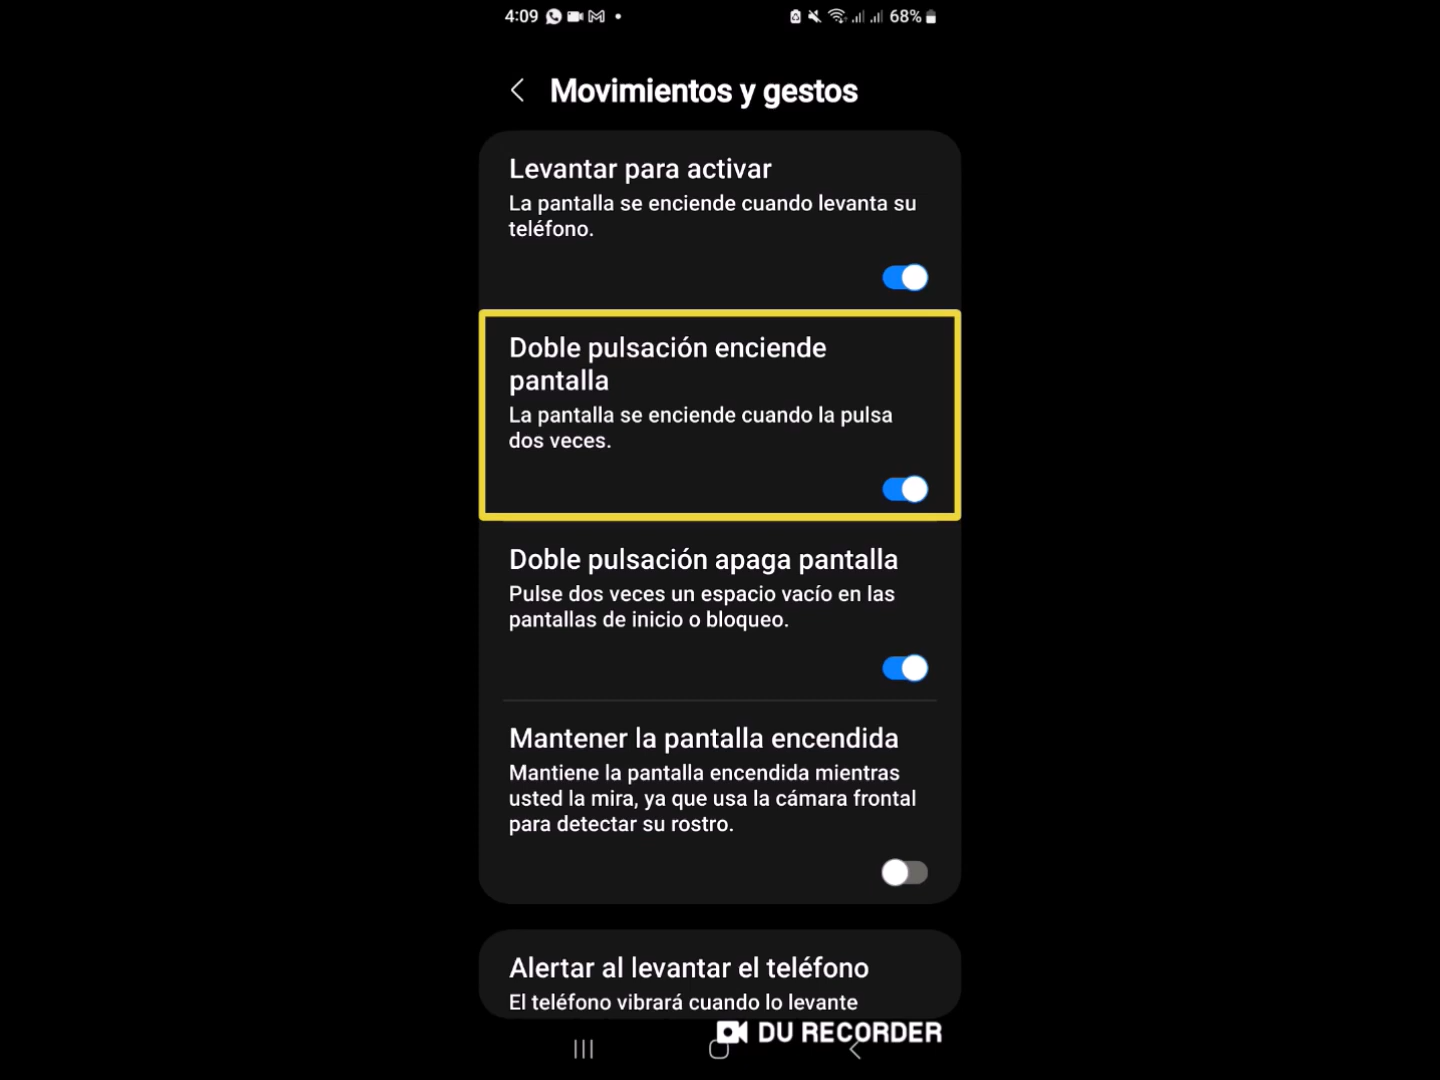 4:09
68%
Movimientos y gestos
Levantar para activar
La pantalla se enciende cuando levanta su
teléfono.
Doble pulsación enciende
pantalla
La pantalla se enciende cuando la pulsa
dos veces.
Doble pulsación apaga pantalla
Pulse dos veces un espacio vacío en las
pantallas de inicio o bloqueo.
Mantener la pantalla encendida
Mantiene la pantalla encendida mientras
usted la mira, ya que usa la cámara frontal
para detectar su rostro.
Alertar al levantar el teléfono
El teléfono vibrará cuando lo levante
DU RECORDER